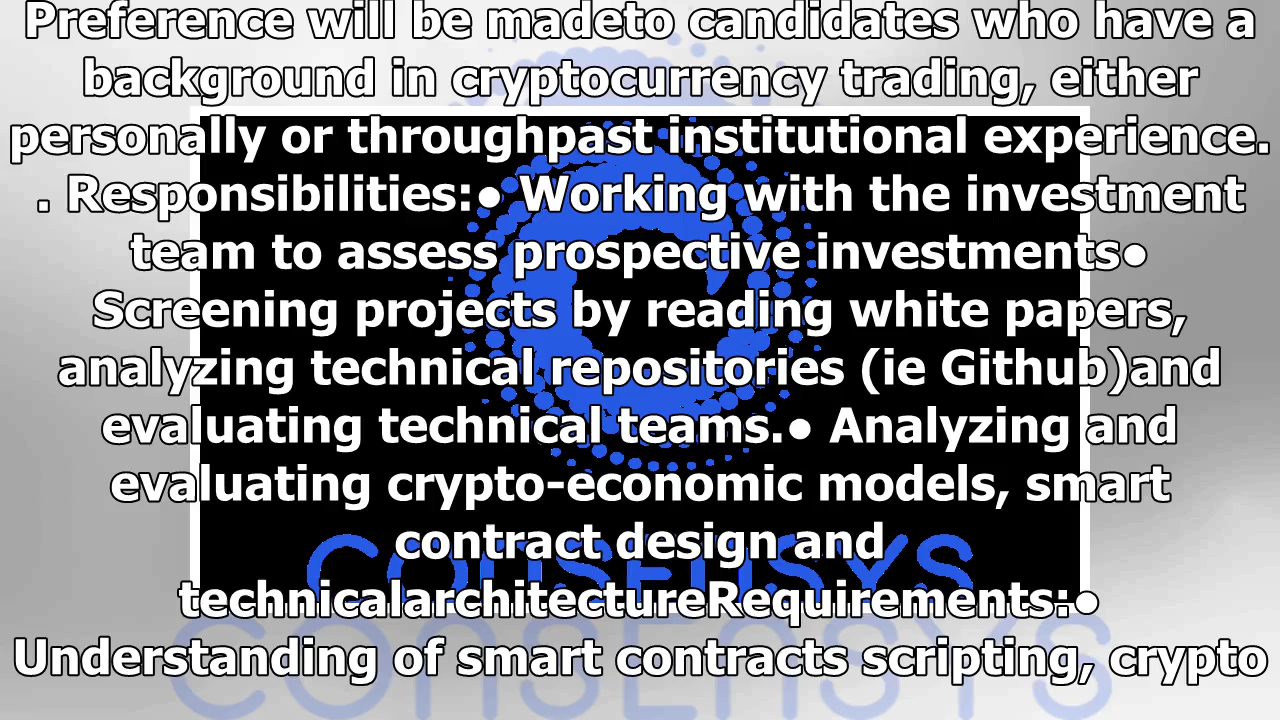 Preference will be madeto candidates who have a
background in cryptocurrency trading, either
personally or throughpast institutional experience.
. Responsibilities:● Working with the investment
team to assess prospective investments●
Screening projects by reading white papers,
analyzing technical repositories (ie Github)and
evaluating technical teams.● Analyzing and
evaluating crypto-economic models, smart
contract design and
technicalarchitectureRequirements:●
Understanding of smart contracts scripting, crypto
CONSENSYS
CONSENSYS